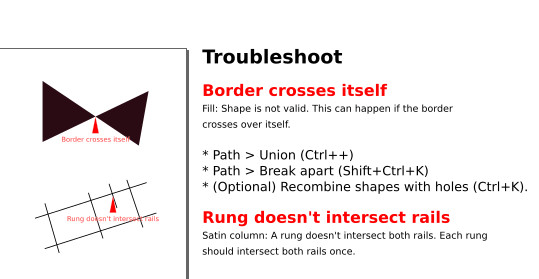 Troubleshoot
Border crosses itself
Fill: Shape is not valid. This can happen if the border
crosses over itself.
* Path > Union (Ctrl++)
* Path > Break apart (Shift+Ctrl+K)
* (Optional) Recombine shapes with holes (Ctrl+K).
Rung doesn't intersect rails
Satin column: A rung doesn't intersect both rails. Each rung
should intersect both rails once.
Border crosses itself
Rung doesn't intersect rails